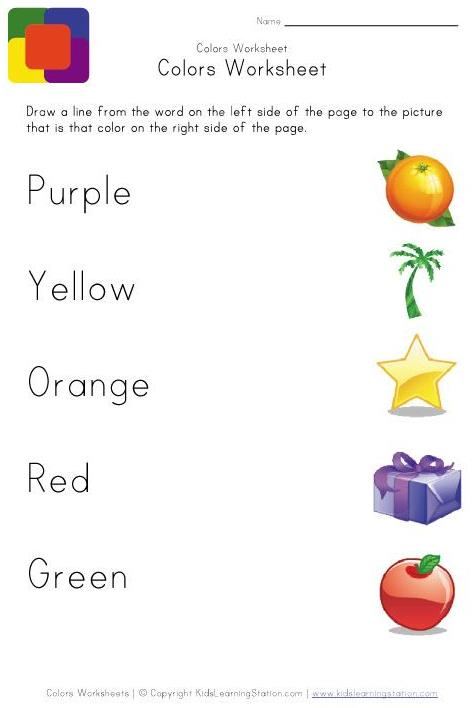 Name
Colors Worksheet
Colors Worksheet
Draw a line from the word on the left side of the page to the picture
that is that color on the right side of the page.
Purple
Yellow
Orange
Red
Green
Colors Worksheets | © Copyright KidsLearningStation.com | www.kidslearningstation.com